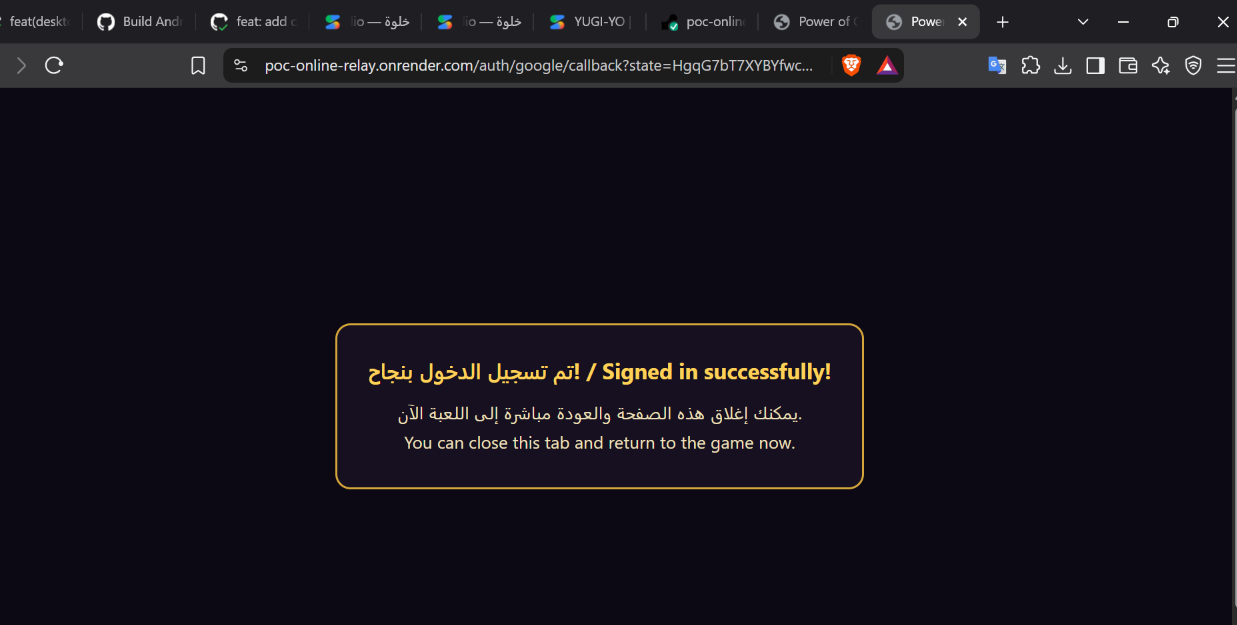 feat(deskt
Build Andr
feat: add c
io — خلوة
io — خلوة
YUGI-YO |
poc-onlin
Power of
Power
poc-online-relay.onrender.com/auth/google/callback?state=HgqG7bT7XYBYfwc...
تم تسجيل الدخول بنجاح! / Signed in successfully!
يمكنك إغلاق هذه الصفحة والعودة مباشرة إلى اللعبة الآن.
You can close this tab and return to the game now.